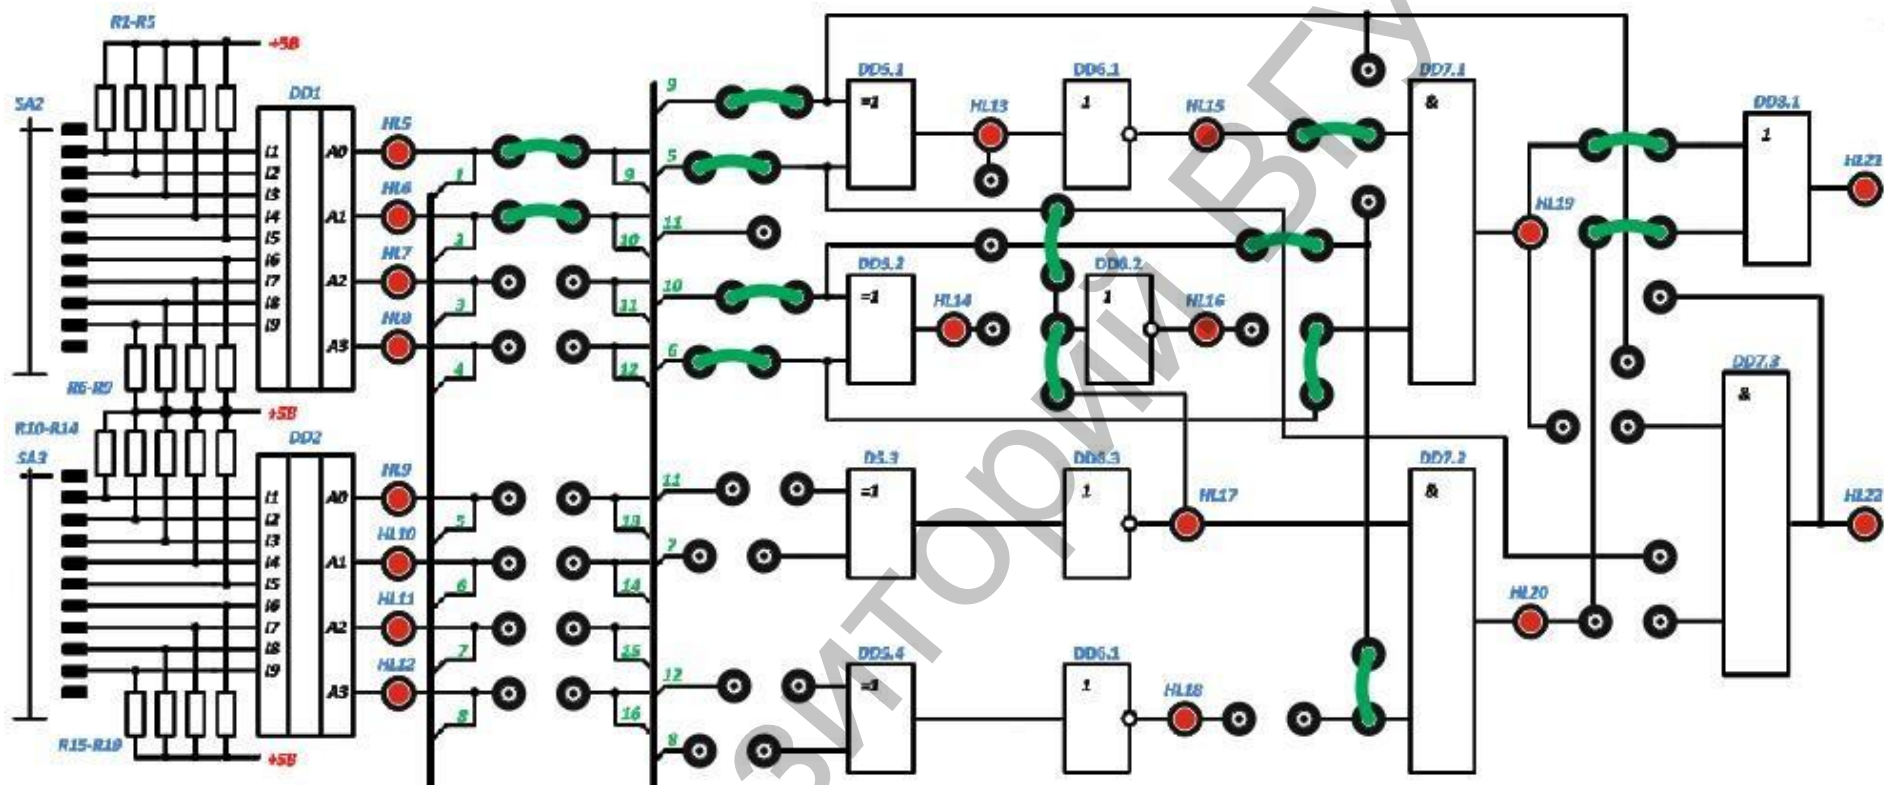 R1-R5
+5В
SA2
DD1
I1
I2
I3
I4
I5
I6
I7
I8
I9
A0
A1
A2
A3
HL5
HL6
HL7
HL8
1
2
3
4
9
10
11
12
R6-R9
+5В
R10-R14
SA3
DD2
I1
I2
I3
I4
I5
I6
I7
I8
I9
A0
A1
A2
A3
HL9
HL10
HL11
HL12
5
6
7
8
13
14
15
16
R15-R19
+5В
9
5
11
10
6
11
7
12
8
DD5.1
=1
HL13
DD6.1
1
HL15
DD7.1
&
DD8.1
1
HL21
HL19
DD5.2
=1
HL14
DD6.2
1
HL16
DD7.3
&
HL22
D5.3
=1
DD6.3
1
HL17
DD7.2
&
HL20
DD5.4
=1
DD6.1
1
HL18
ЗИТОРИЙ ВГУ